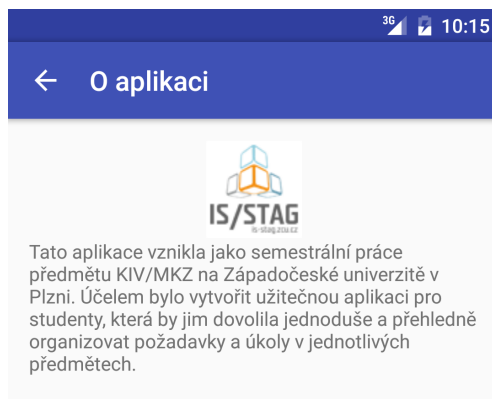 3G
10:15
O aplikaci
IS/STAG
is-stag.zcu.cz
Tato aplikace vznikla jako semestrální práce
předmětu KIV/MKZ na Západočeské univerzitě v
Plzni. Účelem bylo vytvořit užitečnou aplikaci pro
studenty, která by jim dovolila jednoduše a přehledně
organizovat požadavky a úkoly v jednotlivých
předmětech.